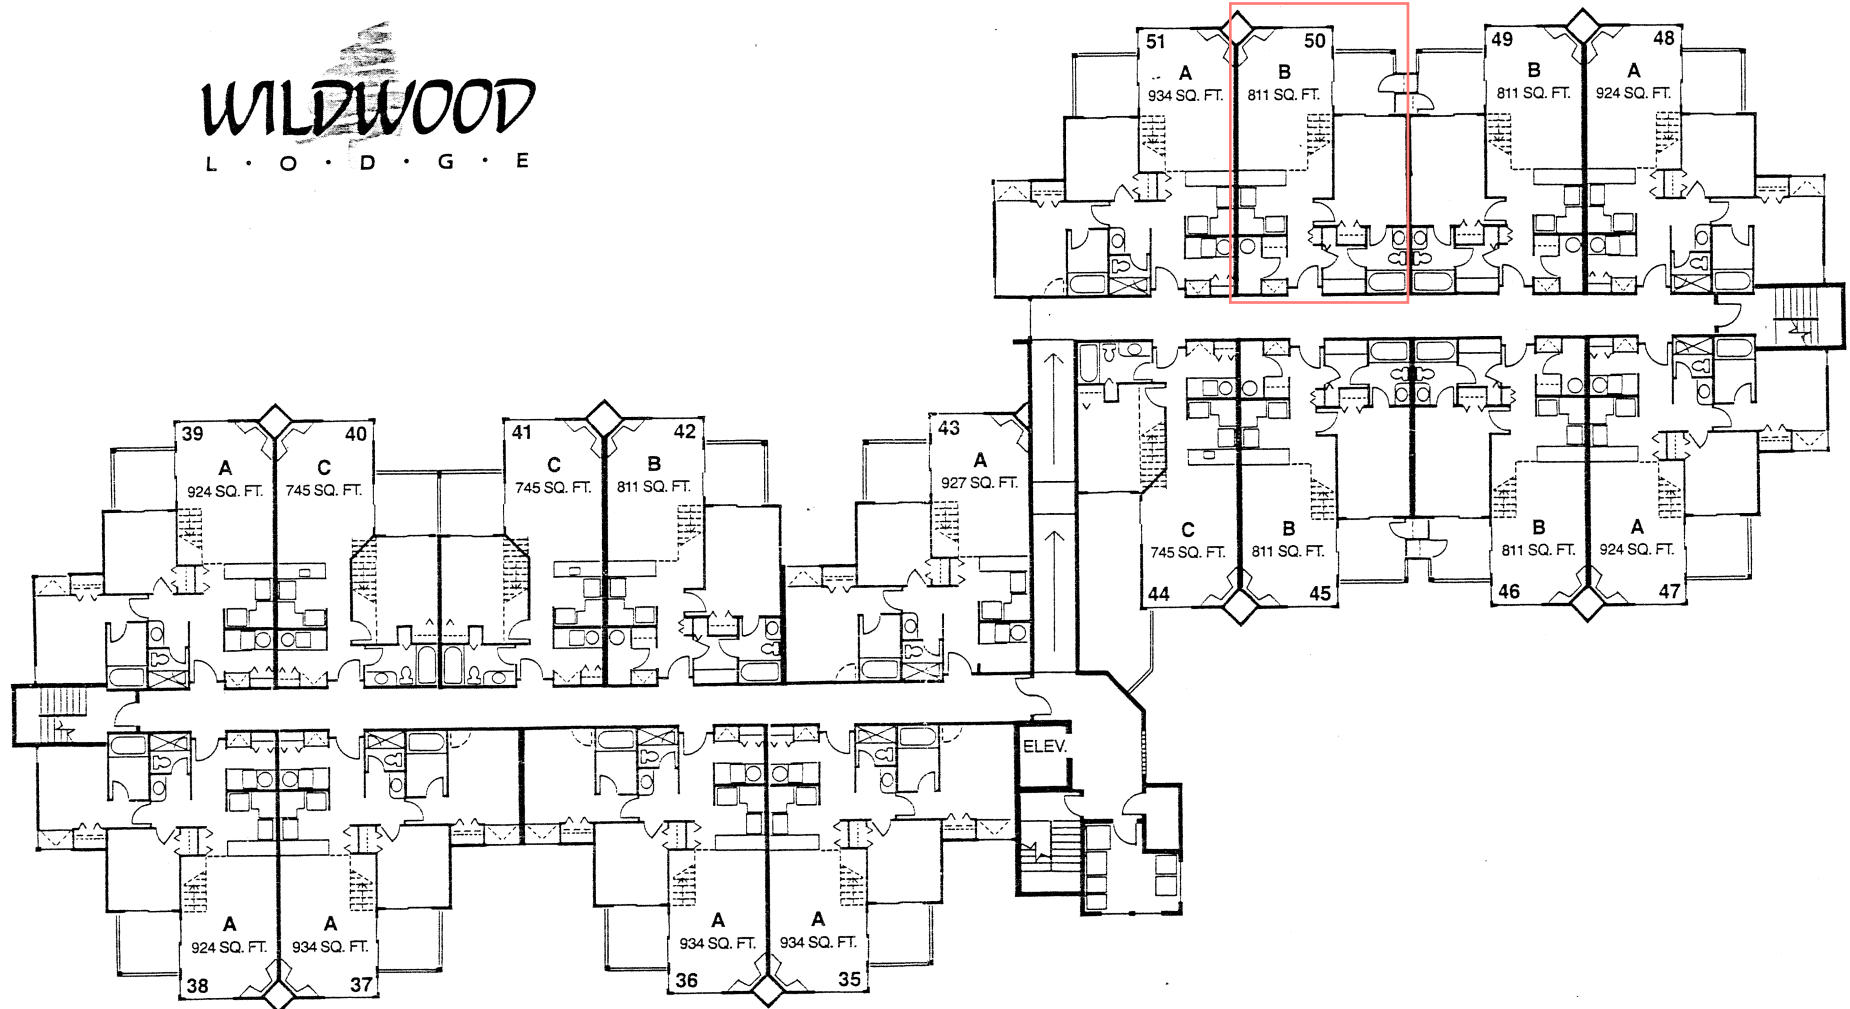 WILDWOOD
L · O · D · G · E
51
A
934 SQ. FT.
50
B
811 SQ. FT.
49
B
811 SQ. FT.
48
A
924 SQ. FT.
39
A
924 SQ. FT.
40
C
745 SQ. FT.
41
C
745 SQ. FT.
42
B
811 SQ. FT.
43
A
927 SQ. FT.
C
745 SQ. FT.
44
B
811 SQ. FT.
45
B
811 SQ. FT.
46
A
924 SQ. FT.
47
ELEV.
A
924 SQ. FT.
38
A
934 SQ. FT.
37
A
934 SQ. FT.
36
A
934 SQ. FT.
35